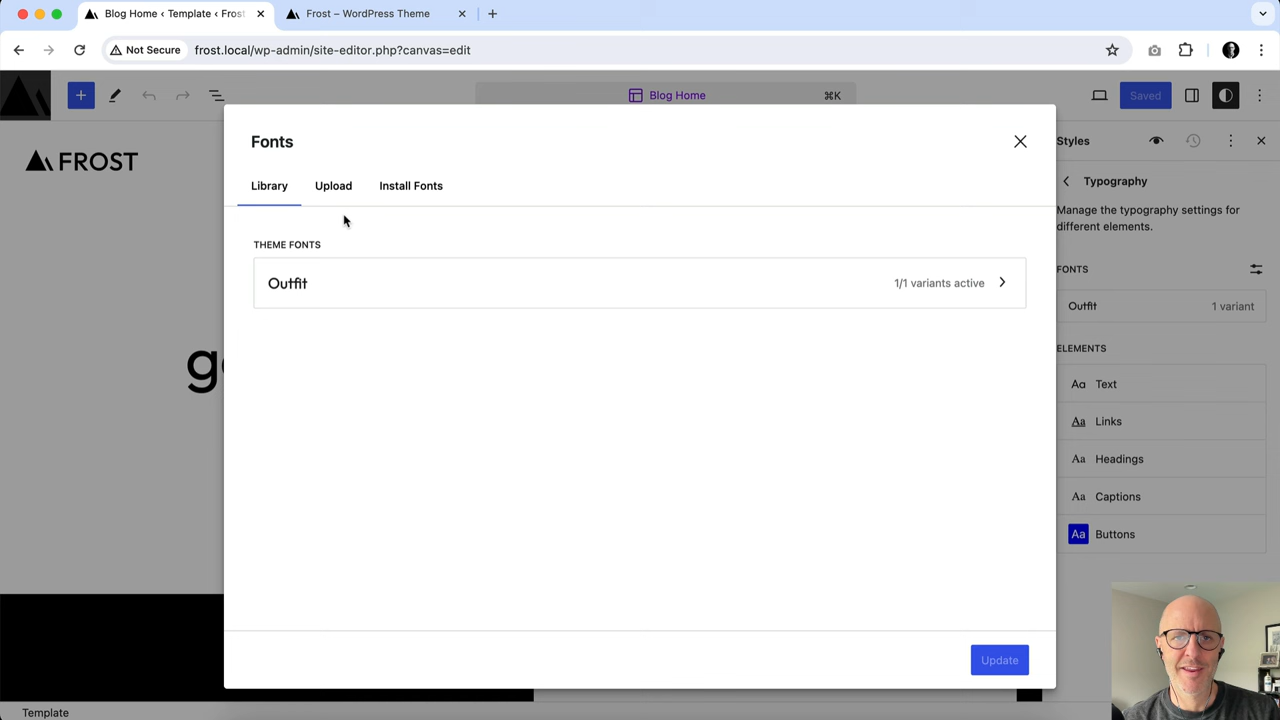 Blog Home ‹ Template ‹ Frost
Frost – WordPress Theme
Not Secure
frost.local/wp-admin/site-editor.php?canvas=edit
Blog Home
⌘K
Saved
FROST
Fonts
Library
Upload
Install Fonts
THEME FONTS
Outfit
1/1 variants active
Update
Styles
Typography
Manage the typography settings for
different elements.
FONTS
Outfit
1 variant
ELEMENTS
Aa Text
Aa Links
Aa Headings
Aa Captions
Aa Buttons
Template